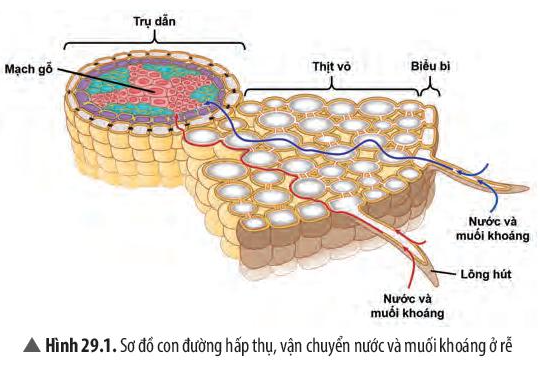 Trụ dẫn
Mạch gỗ
Thịt vỏ
Biểu bì
Nước và
muối khoáng
Lông hút
Nước và
muối khoáng
▲ Hình 29.1. Sơ đồ con đường hấp thụ, vận chuyển nước và muối khoáng ở rễ